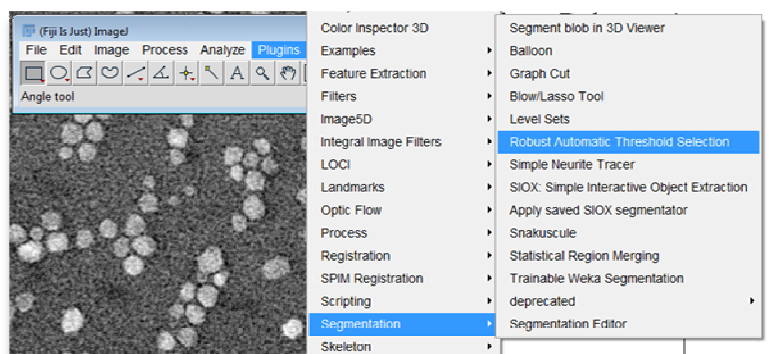 (Fiji Is Just) ImageJ
File Edit Image Process Analyze Plugins
A
Angle tool
Color Inspector 3D
Examples
Feature Extraction
Filters
Image5D
Integral Image Filters
LOCI
Landmarks
Optic Flow
Process
Registration
SPIM Registration
Scripting
Segmentation
Skeleton
Segment blob in 3D Viewer
Balloon
Graph Cut
Blow/Lasso Tool
Level Sets
Robust Automatic Threshold Selection
Simple Neurite Tracer
SIOX: Simple Interactive Object Extraction
Apply saved SIOX segmentator
Snakuscule
Statistical Region Merging
Trainable Weka Segmentation
deprecated
Segmentation Editor